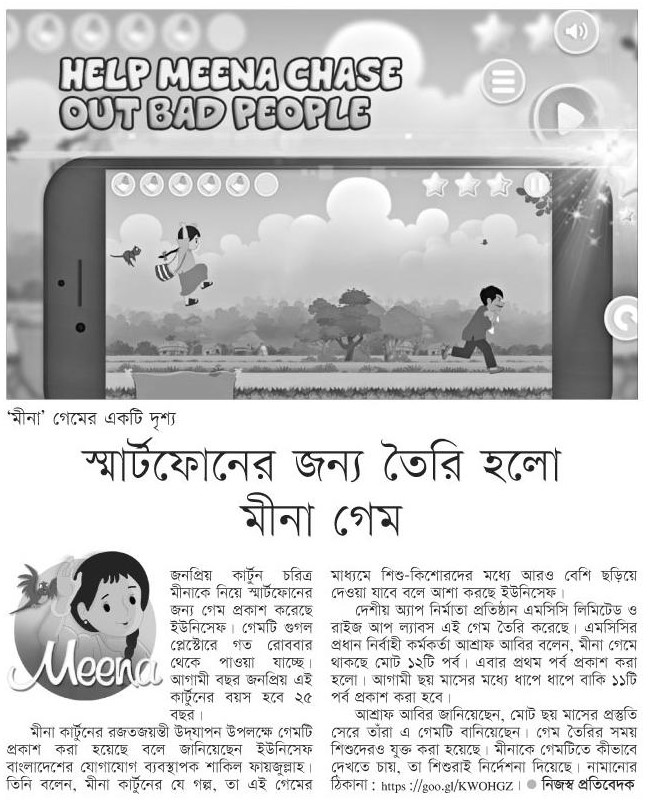 HELP MEENA CHASE
OUT BAD PEOPLE
'মীনা' গেমের একটি দৃশ্য
স্মার্টফোনের জন্য তৈরি হলো
মীনা গেম
Meena
জনপ্রিয় কার্টুন চরিত্র
মীনাকে নিয়ে স্মার্টফোনের
জন্য গেম প্রকাশ করেছে
ইউনিসেফ। গেমটি গুগল
প্লেস্টোরে গত রোববার
থেকে পাওয়া যাচ্ছে।
আগামী বছর জনপ্রিয় এই
কার্টুনের বয়স হবে ২৫
বছর।
মীনা কার্টুনের রজতজয়ন্তী উদ্‌যাপন উপলক্ষে গেমটি
প্রকাশ করা হয়েছে বলে জানিয়েছেন ইউনিসেফ
বাংলাদেশের যোগাযোগ ব্যবস্থাপক শাকিল ফায়জুল্লাহ।
তিনি বলেন, মীনা কার্টুনের যে গল্প, তা এই গেমের
মাধ্যমে শিশু-কিশোরদের মধ্যে আরও বেশি ছড়িয়ে
দেওয়া যাবে বলে আশা করছে ইউনিসেফ।
দেশীয় অ্যাপ নির্মাতা প্রতিষ্ঠান এমসিসি লিমিটেড ও
রাইজ আপ ল্যাবস এই গেম তৈরি করেছে। এমসিসির
প্রধান নির্বাহী কর্মকর্তা আশ্রাফ আবির বলেন, মীনা গেমে
থাকছে মোট ১২টি পর্ব। এবার প্রথম পর্ব প্রকাশ করা
হলো। আগামী ছয় মাসের মধ্যে ধাপে ধাপে বাকি ১১টি
পর্ব প্রকাশ করা হবে।
আশ্রাফ আবির জানিয়েছেন, মোট ছয় মাসের প্রস্তুতি
সেরে তাঁরা এ গেমটি বানিয়েছেন। গেম তৈরির সময়
শিশুদেরও যুক্ত করা হয়েছে। মীনাকে গেমটিতে কীভাবে
দেখতে চায়, তা শিশুরাই নির্দেশনা দিয়েছে। নামানোর
ঠিকানা : https://goo.gl/KWOHGZ। ● নিজস্ব প্রতিবেদক